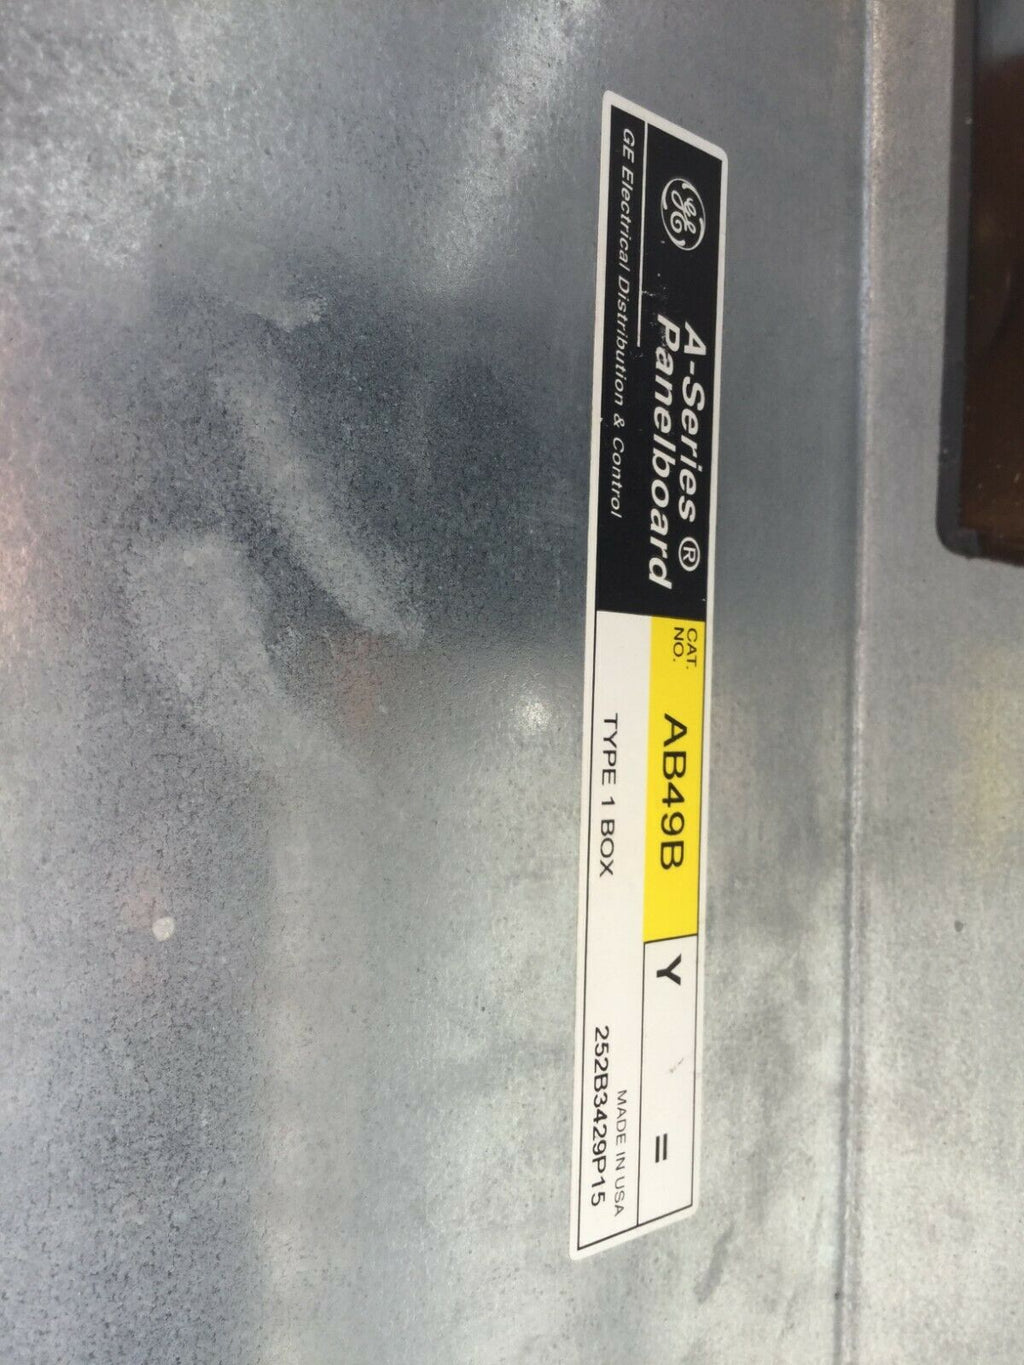 GE
A-Series ®
Panelboard
GE Electrical Distribution & Control
CAT.
NO.
AB49B
Y
=
TYPE 1 BOX
MADE IN USA
252B3429P15